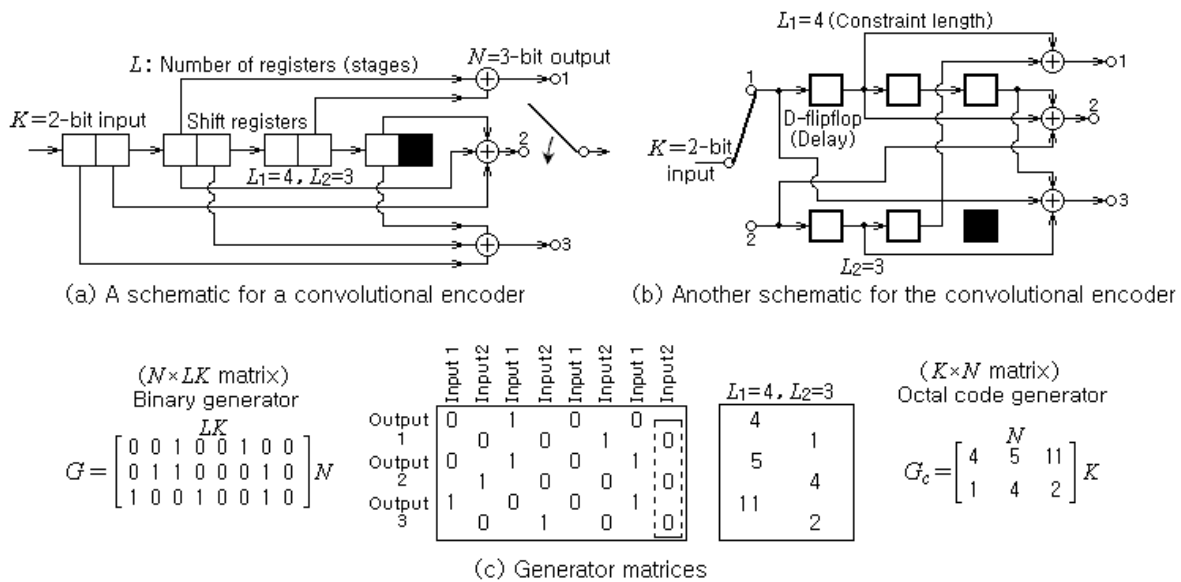 L: Number of registers (stages)
N=3-bit output
1
K=2-bit input
Shift registers
2
L1=4, L2=3
3
(a) A schematic for a convolutional encoder
L1=4 (Constraint length)
1
1
D-flipflop
(Delay)
2
K=2-bit
input
3
2
L2=3
(b) Another schematic for the convolutional encoder
(N×LK matrix)
Binary generator
LK
G= [ 0 0 1 0 0 1 0 0
0 1 1 0 0 0 1 0
1 0 0 1 0 0 1 0 ] N
Input 1 Input2 Input 1 Input2 Input 1 Input2 Input 1 Input2
Output 1
0 1 0 0
0 0 1 0
Output 2
0 1 0 1
1 0 0 0
Output 3
1 0 0 1
0 1 0 0
L1=4, L2=3
4
1
5
4
11
2
(K×N matrix)
Octal code generator
N
Gc= [ 4 5 11
1 4 2 ] K
(c) Generator matrices